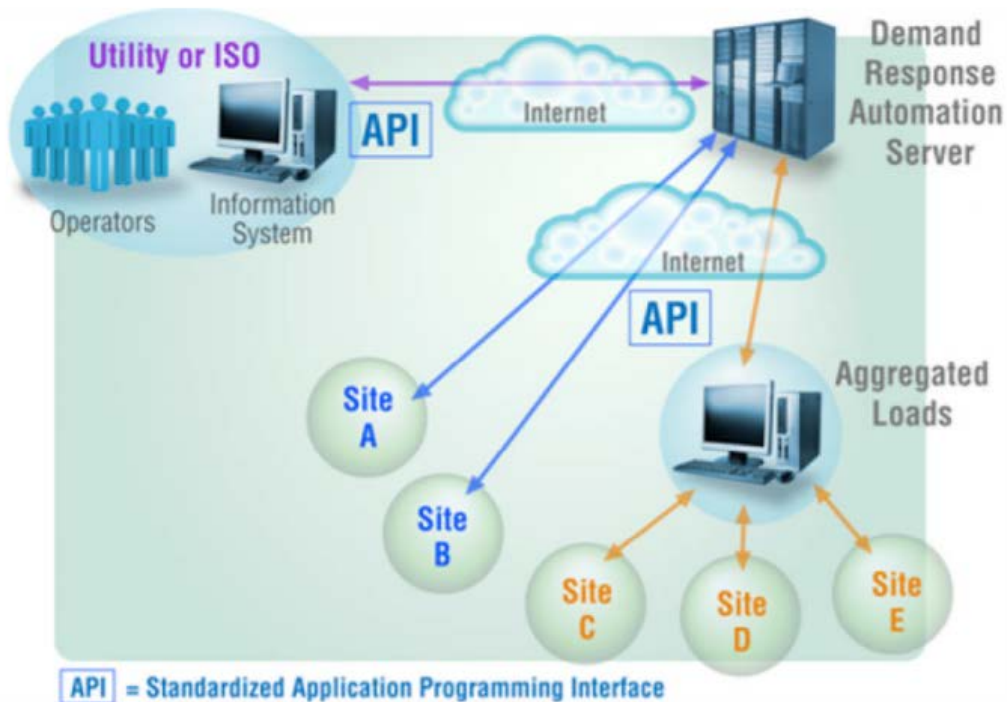 Utility or ISO
Operators
Information
System
API
Internet
Demand
Response
Automation
Server
Internet
API
Site
A
Site
B
Aggregated
Loads
Site
C
Site
D
Site
E
API = Standardized Application Programming Interface